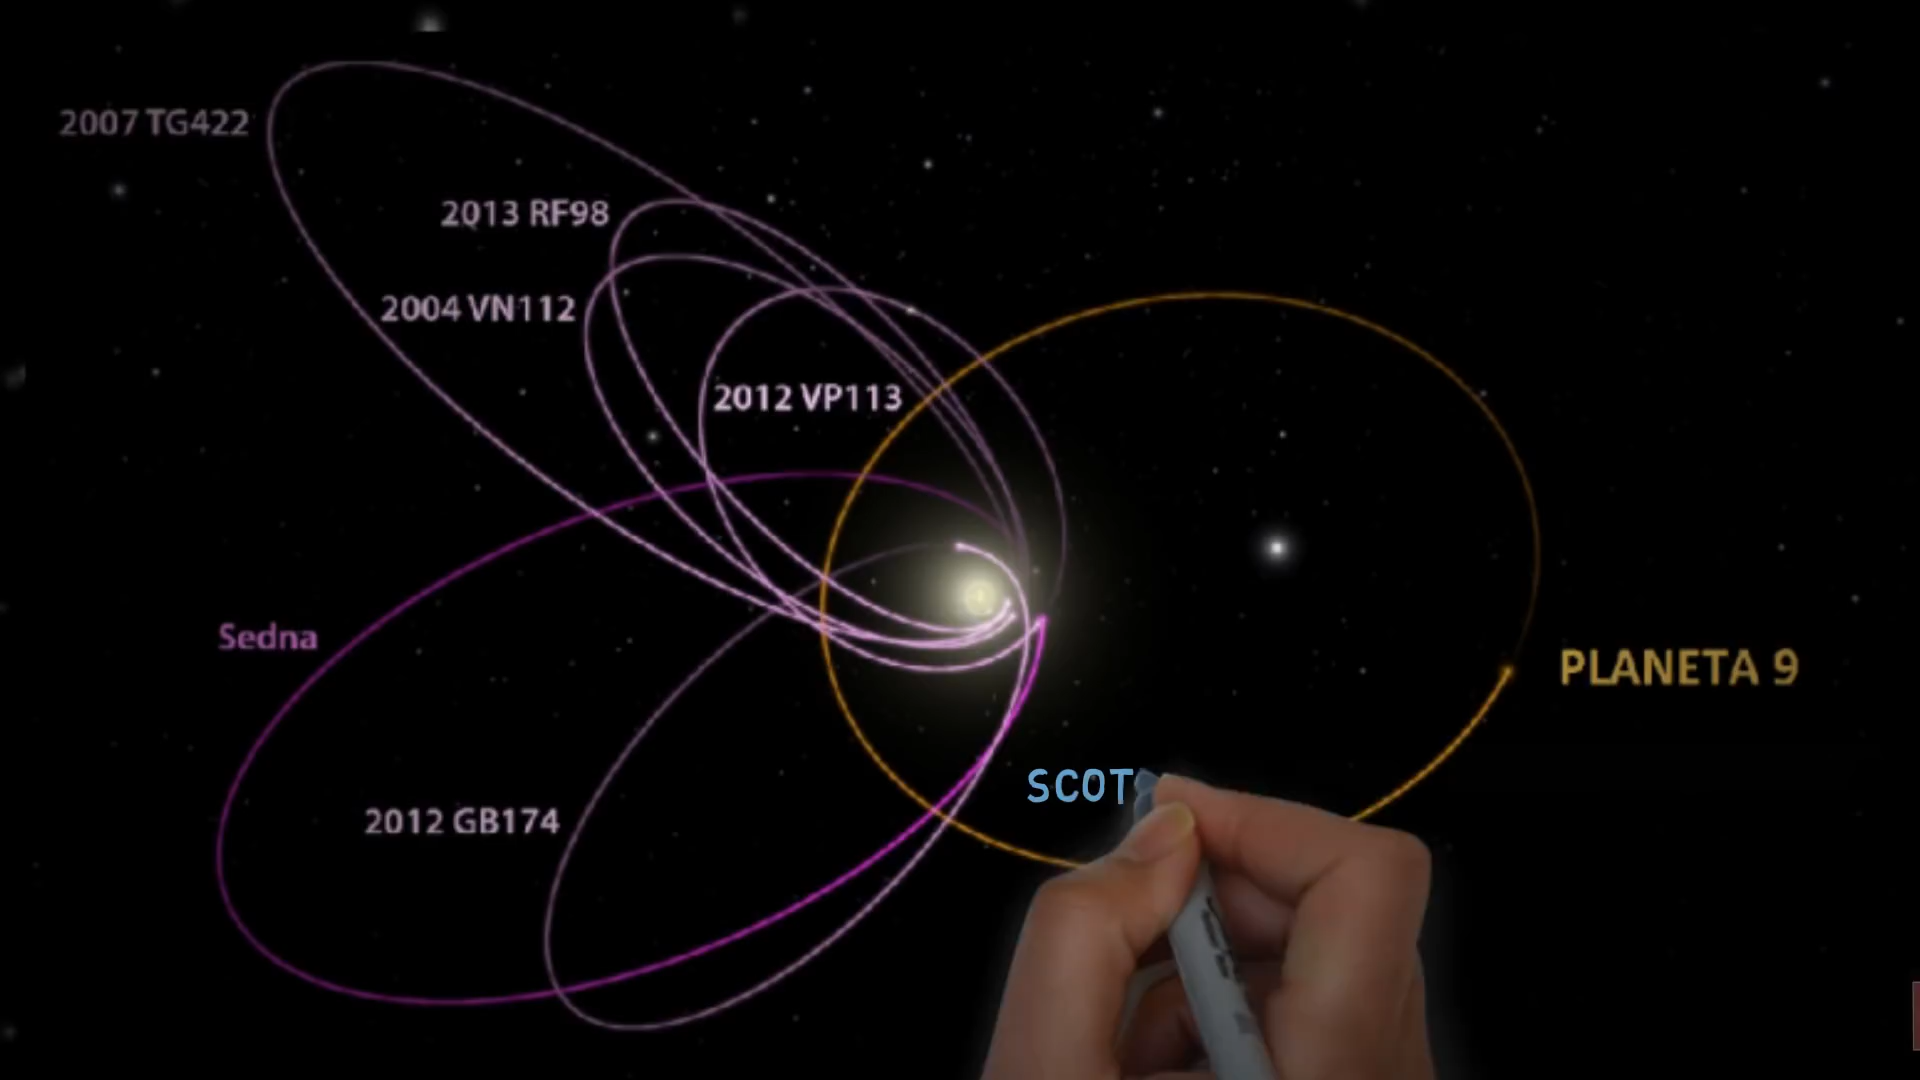 2007 TG422
2013 RF98
2004 VN112
2012 VP113
Sedna
PLANETA 9
SCOT
2012 GB174